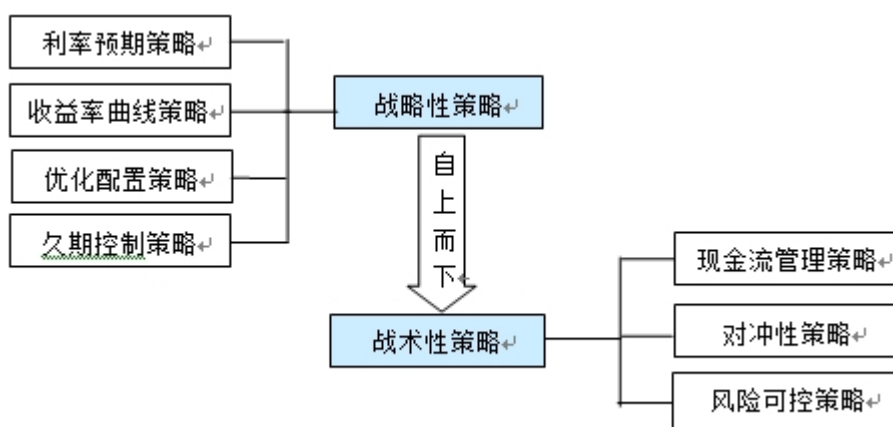 利率预期策略
收益率曲线策略
优化配置策略
久期控制策略
战略性策略
自
上
而
下
战术性策略
现金流管理策略
对冲性策略
风险可控策略